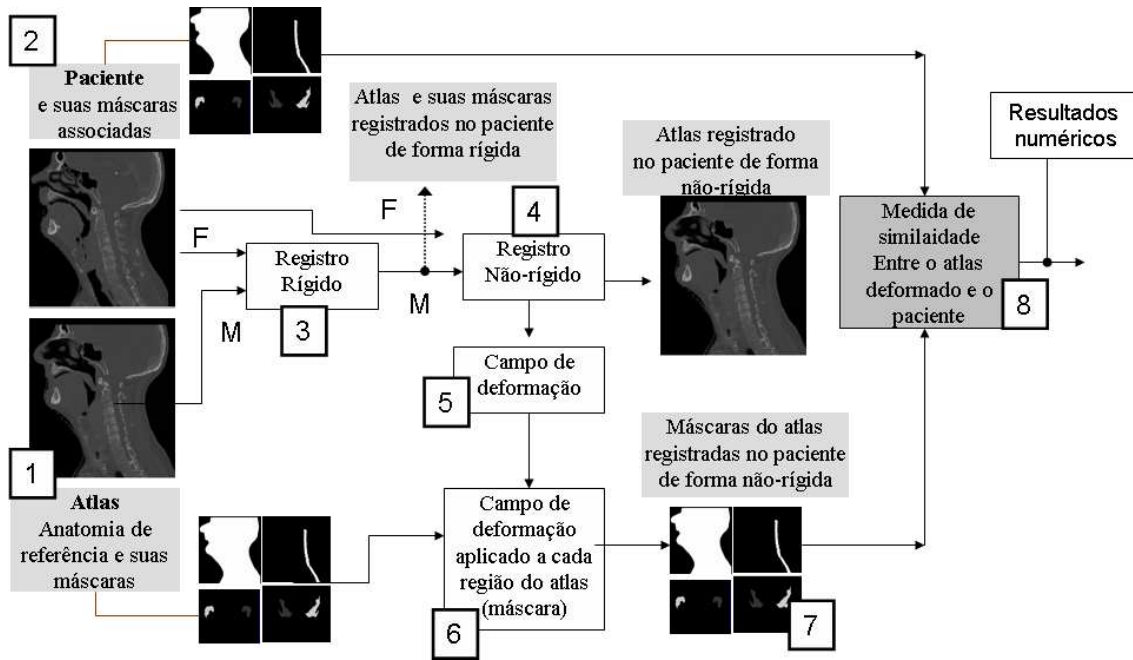 2
Paciente
e suas máscaras
associadas
Atlas e suas máscaras
registrados no paciente
de forma rígida
Atlas registrado
no paciente de forma
não-rígida
Resultados
numéricos
F
F
4
Registro
Rígido
3
M
M
Registro
Não-rígido
Medida de
similaidade
Entre o atlas
deformado e o
paciente
8
Campo de
deformação
5
1
Atlas
Anatomia de
referência e suas
máscaras
Campo de
deformação
aplicado a cada
região do atlas
(máscara)
6
Máscaras do atlas
registradas no paciente
de forma não-rígida
7